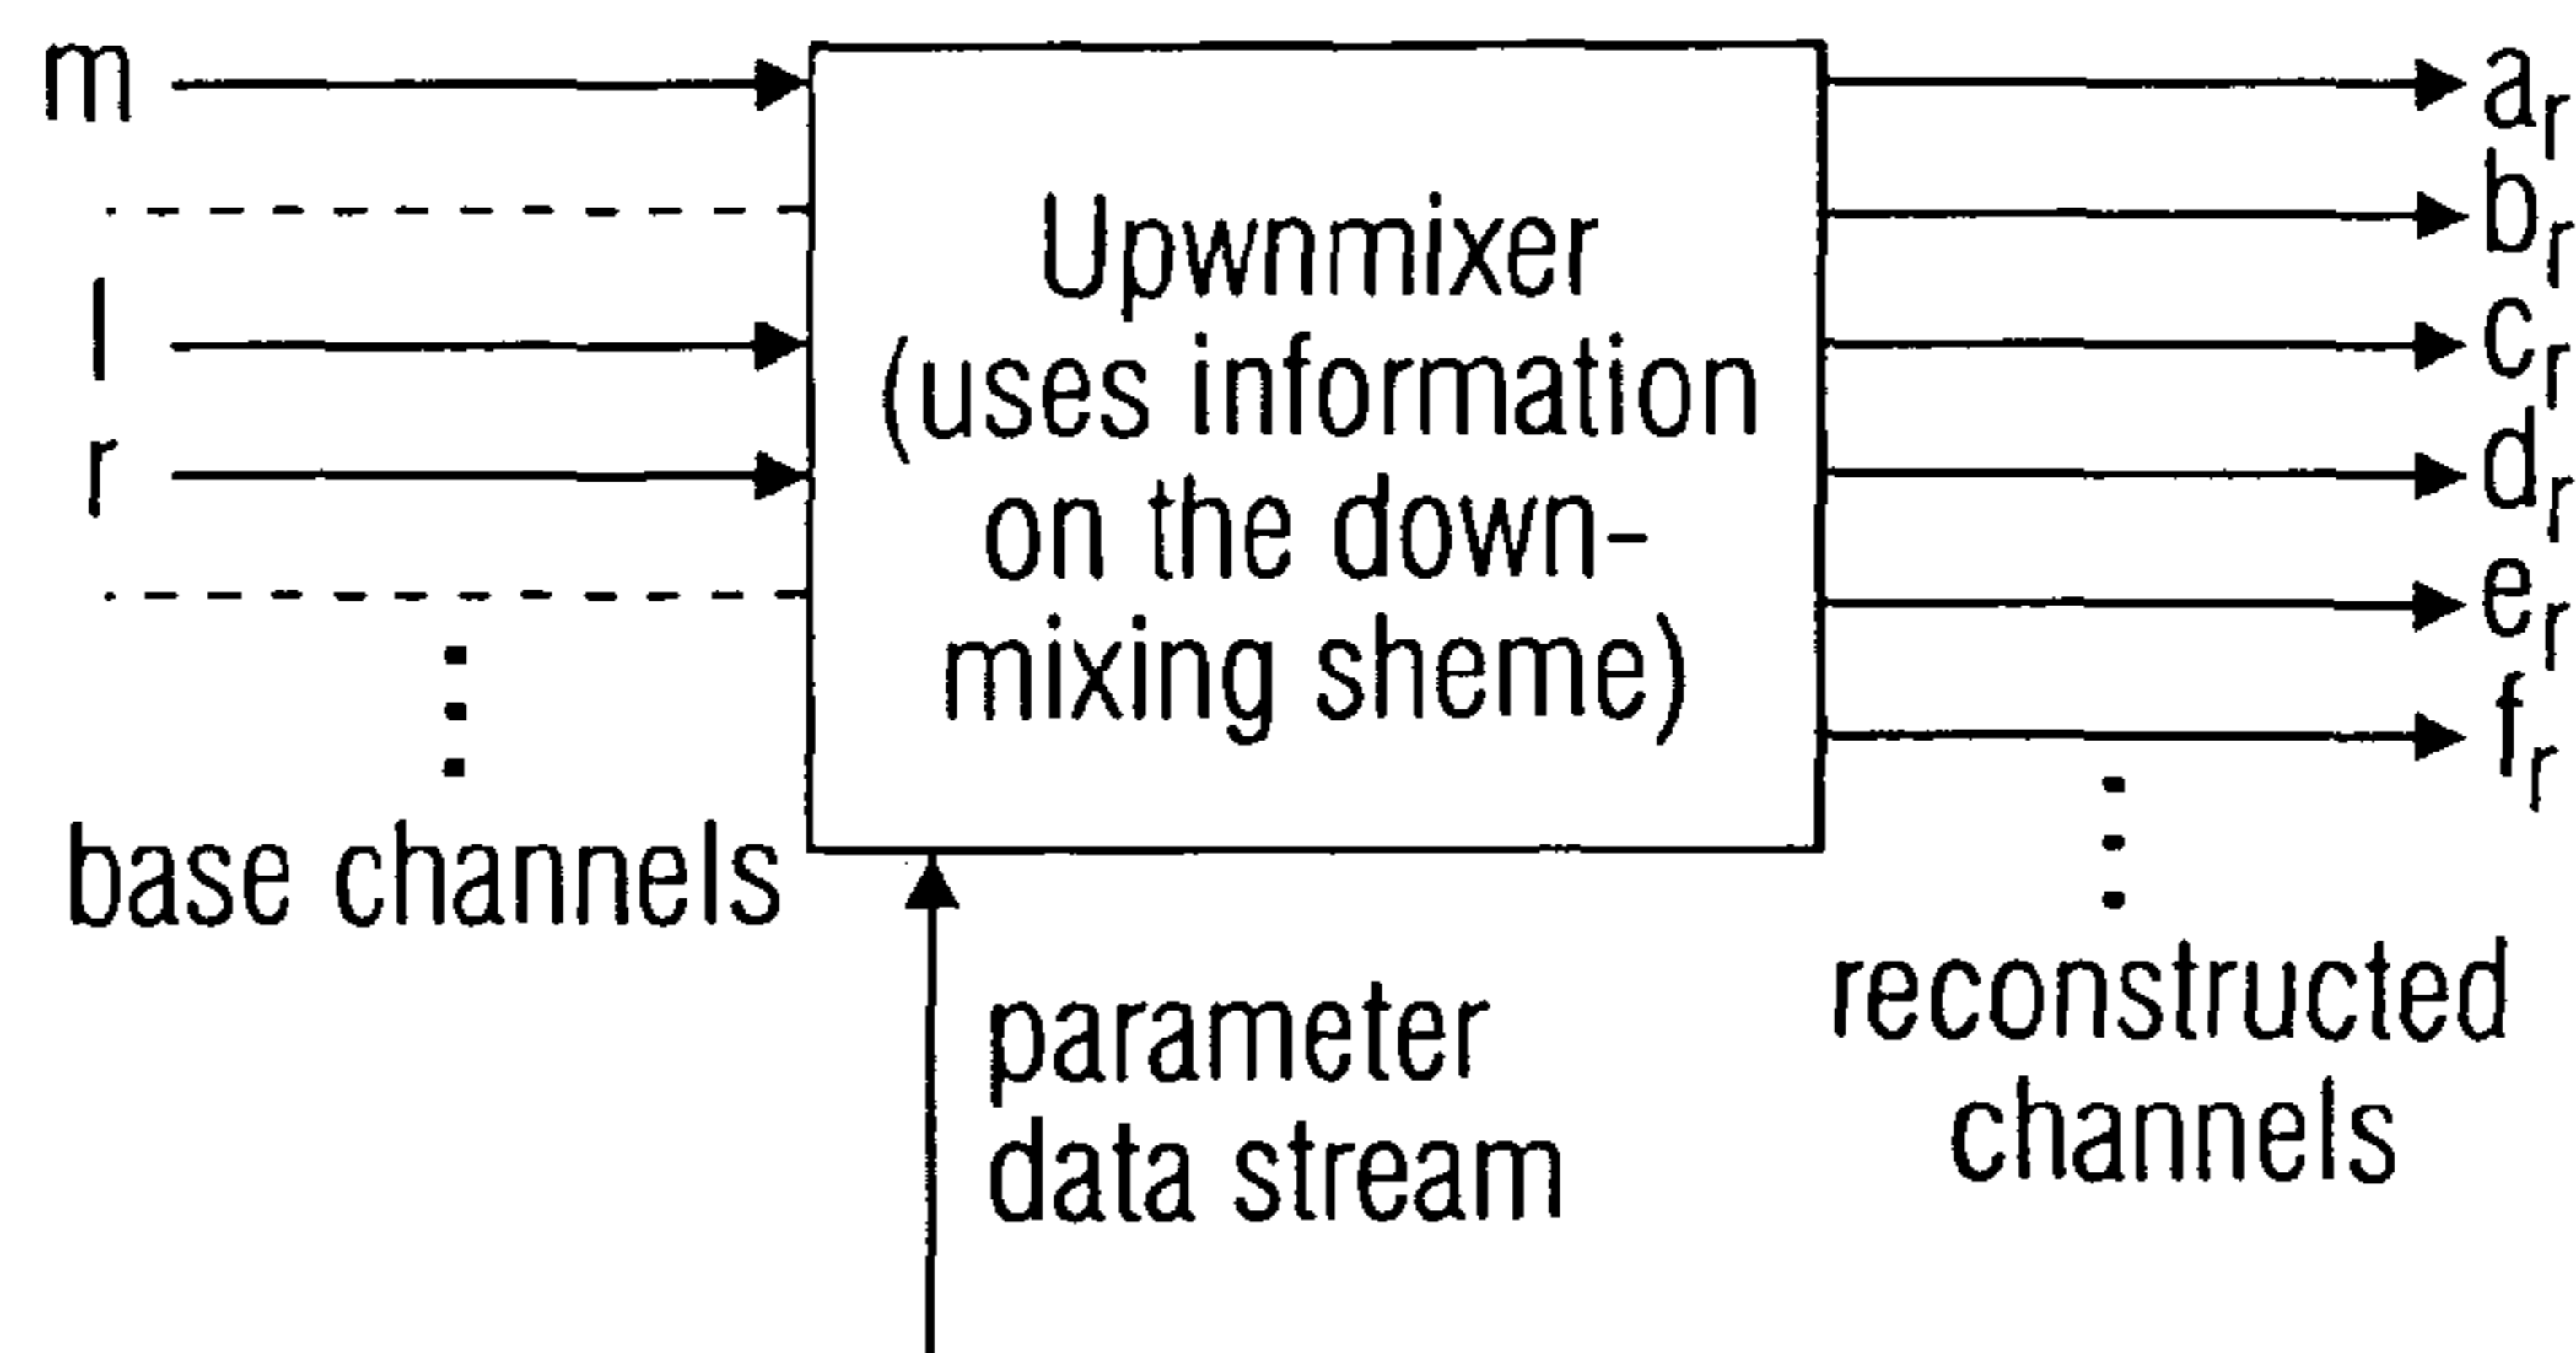 m
l
r
base channels
Upwnmixer
(uses information
on the down-
mixing sheme)
parameter
data stream
a_r
b_r
c_r
d_r
e_r
f_r
reconstructed
channels